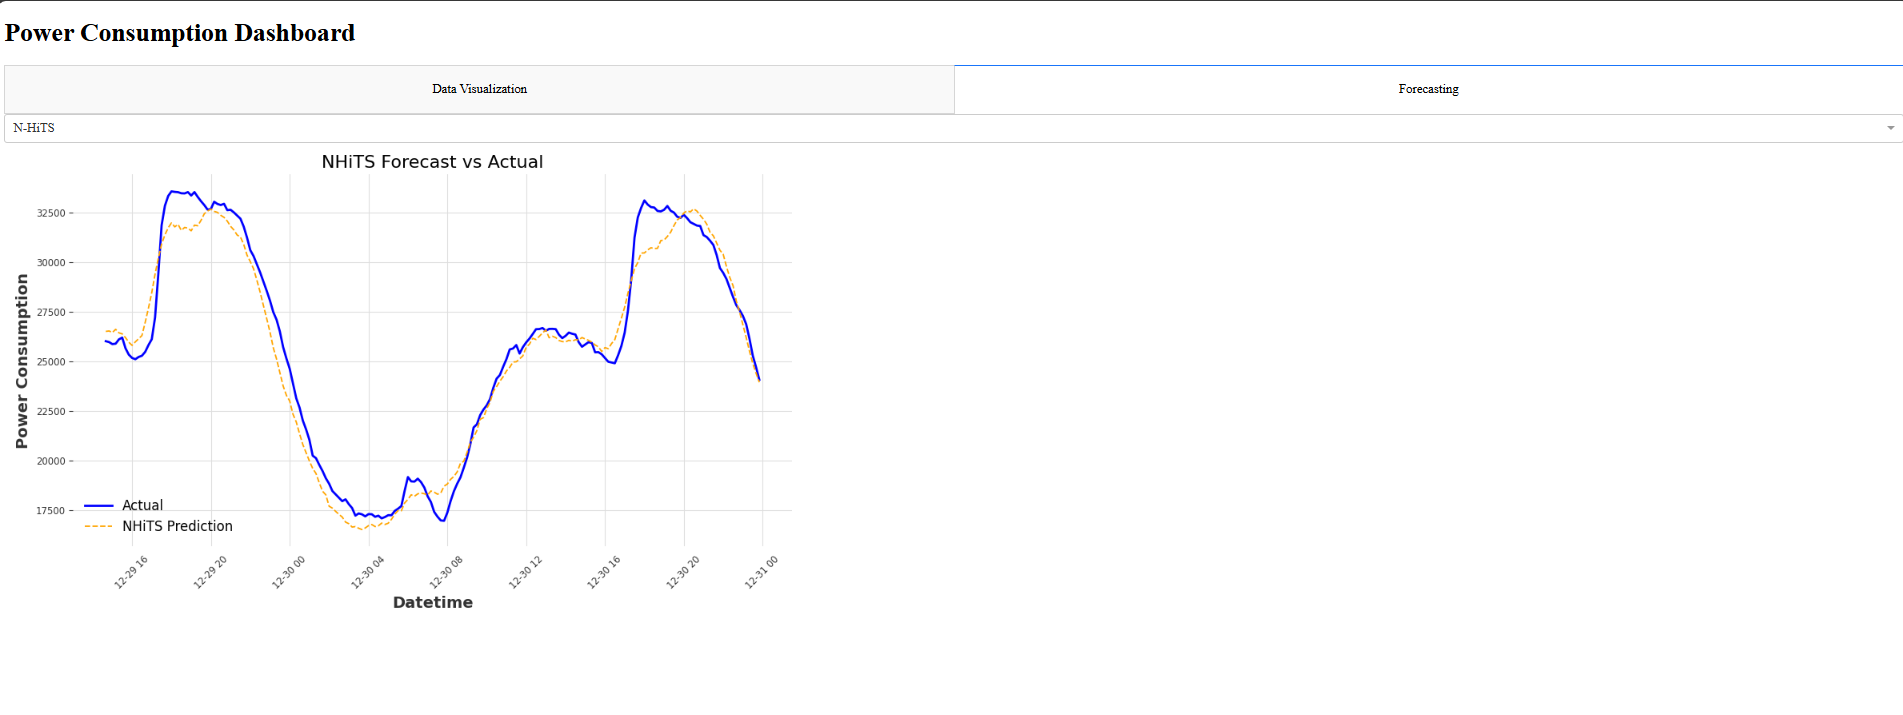 Power Consumption Dashboard
Data Visualization
Forecasting
N-HiTS
NHiTS Forecast vs Actual
32500
30000
27500
25000
22500
20000
17500
Power Consumption
Actual
NHiTS Prediction
12-29 16
12-29 20
12-30 00
12-30 04
12-30 08
12-30 12
12-30 16
12-30 20
12-31 00
Datetime